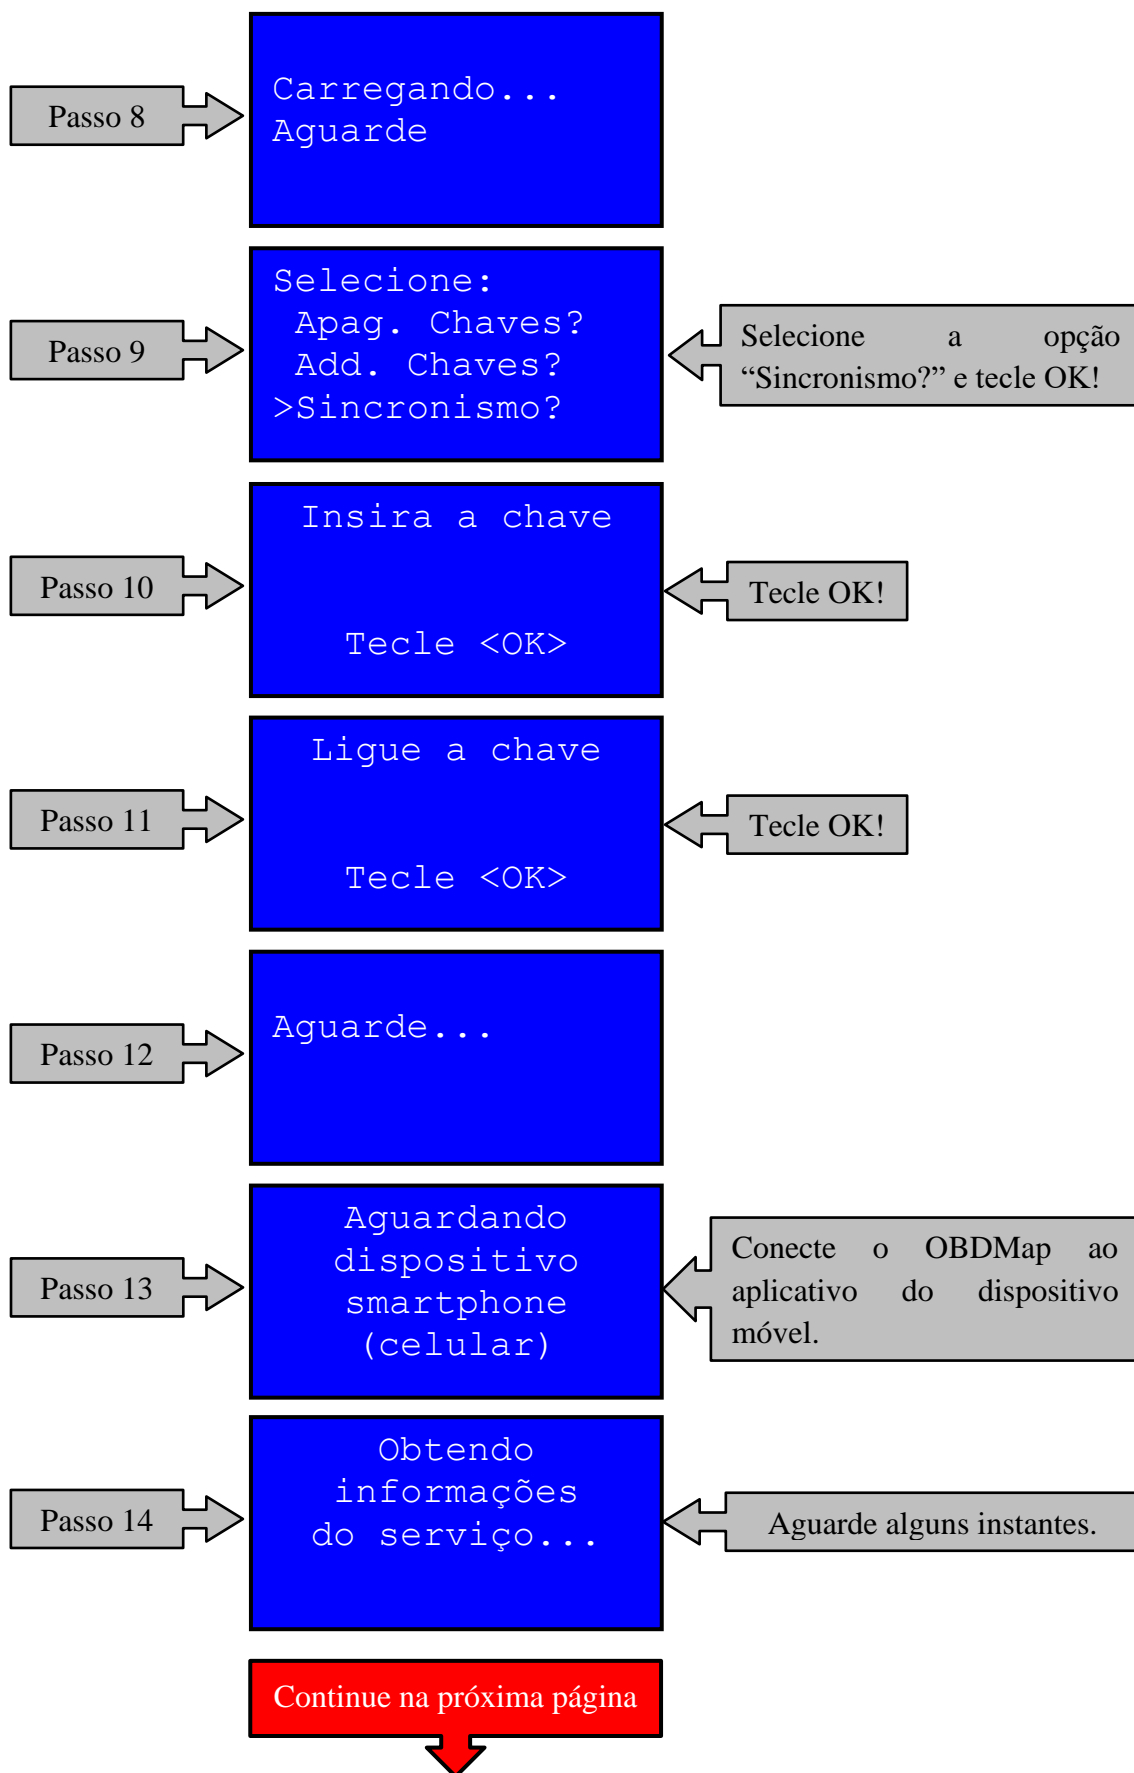 Passo 8
Carregando...
Aguarde
Passo 9
Selecione:
Apag. Chaves?
Add. Chaves?
>Sincronismo?
Selecione a opção
“Sincronismo?” e tecle OK!
Passo 10
Insira a chave
Tecle <OK>
Tecle OK!
Passo 11
Ligue a chave
Tecle <OK>
Tecle OK!
Passo 12
Aguarde...
Passo 13
Aguardando
dispositivo
smartphone
(celular)
Conecte o OBDMap ao
aplicativo do dispositivo
móvel.
Passo 14
Obtendo
informações
do serviço...
Aguarde alguns instantes.
Continue na próxima página